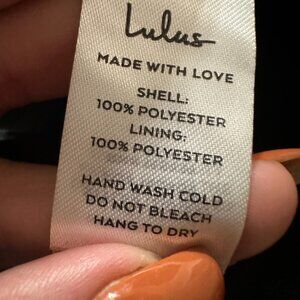 Lulus
MADE WITH LOVE
SHELL:
100% POLYESTER
LINING:
100% POLYESTER
HAND WASH COLD
DO NOT BLEACH
HANG TO DRY